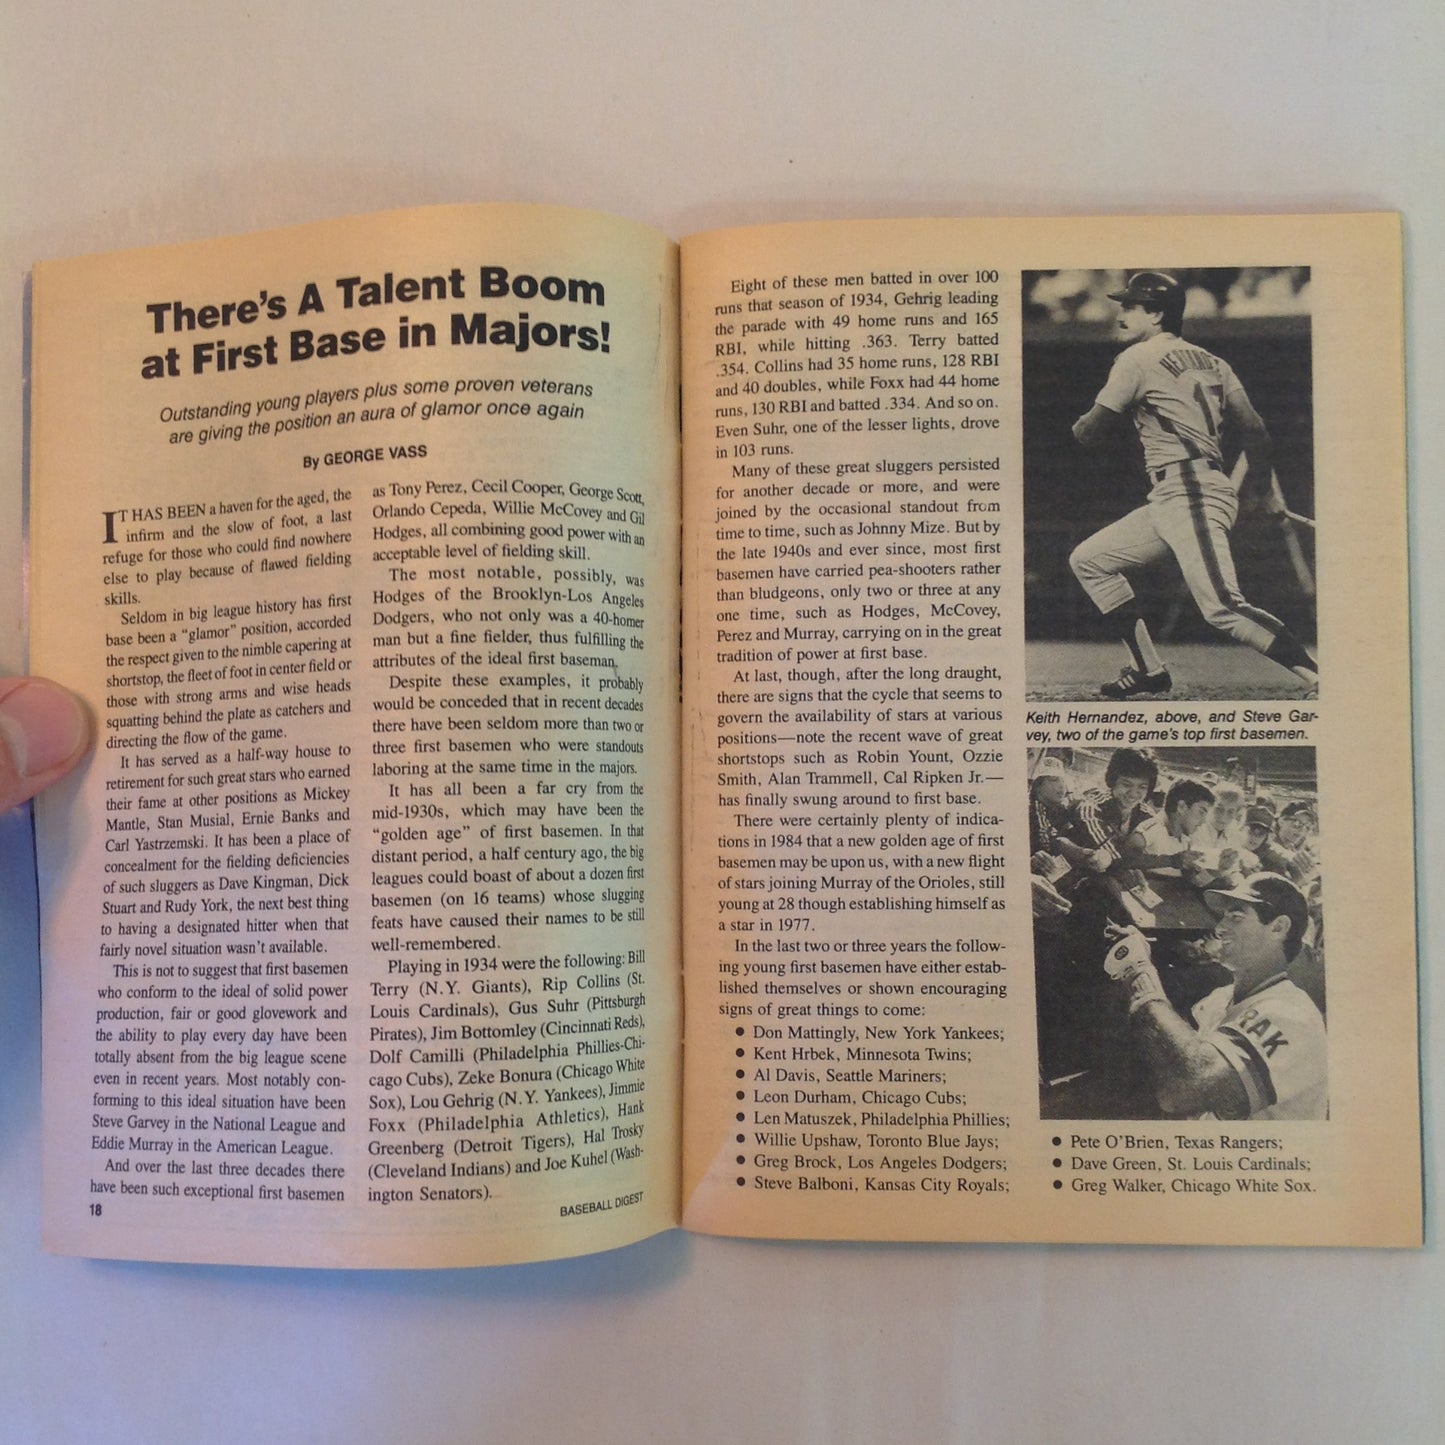 There's A Talent Boom
at First Base in Majors!
Outstanding young players plus some proven veterans
are giving the position an aura of glamor once again
By GEORGE VASS
IT HAS BEEN a haven for the aged, the
infirm and the slow of foot, a last
refuge for those who could find nowhere
else to play because of flawed fielding
skills.
Seldom in big league history has first
base been a "glamor" position, accorded
the respect given to the nimble capering at
shortstop, the fleet of foot in center field or
those with strong arms and wise heads
squatting behind the plate as catchers and
directing the flow of the game.
It has served as a half-way house to
retirement for such great stars who earned
their fame at other positions as Mickey
Mantle, Stan Musial, Ernie Banks and
Carl Yastrzemski. It has been a place of
concealment for the fielding deficiencies
of such sluggers as Dave Kingman, Dick
Stuart and Rudy York, the next best thing
to having a designated hitter when that
fairly novel situation wasn't available.
This is not to suggest that first basemen
who conform to the ideal of solid power
production, fair or good glovework and
the ability to play every day have been
totally absent from the big league scene
even in recent years. Most notably con-
forming to this ideal situation have been
Steve Garvey in the National League and
Eddie Murray in the American League.
And over the last three decades there
have been such exceptional first basemen
18
as Tony Perez, Cecil Cooper, George Scott,
Orlando Cepeda, Willie McCovey and Gil
Hodges, all combining good power with an
acceptable level of fielding skill.
The most notable, possibly, was
Hodges of the Brooklyn-Los Angeles
Dodgers, who not only was a 40-homer
man but a fine fielder, thus fulfilling the
attributes of the ideal first baseman.
Despite these examples, it probably
would be conceded that in recent decades
there have been seldom more than two or
three first basemen who were standouts
laboring at the same time in the majors.
It has all been a far cry from the
mid-1930s, which may have been the
"golden age" of first basemen. In that
distant period, a half century ago, the big
leagues could boast of about a dozen first
basemen (on 16 teams) whose slugging
feats have caused their names to be still
well-remembered.
Playing in 1934 were the following: Bill
Terry (N.Y. Giants), Rip Collins (St.
Louis Cardinals), Gus Suhr (Pittsburgh
Pirates), Jim Bottomley (Cincinnati Reds),
Dolf Camilli (Philadelphia Phillies-Chi-
cago Cubs), Zeke Bonura (Chicago White
Sox), Lou Gehrig (N.Y. Yankees), Jimmie
Foxx (Philadelphia Athletics), Hank
Greenberg (Detroit Tigers), Hal Trosky
(Cleveland Indians) and Joe Kuhel (Wash-
ington Senators).
BASEBALL DIGEST
Eight of these men batted in over 100
runs that season of 1934, Gehrig leading
the parade with 49 home runs and 165
RBI, while hitting .363. Terry batted
.354. Collins had 35 home runs, 128 RBI
and 40 doubles, while Foxx had 44 home
runs, 130 RBI and batted .334. And so on.
Even Suhr, one of the lesser lights, drove
in 103 runs.
Many of these great sluggers persisted
for another decade or more, and were
joined by the occasional standout from
time to time, such as Johnny Mize. But by
the late 1940s and ever since, most first
basemen have carried pea-shooters rather
than bludgeons, only two or three at any
one time, such as Hodges, McCovey,
Perez and Murray, carrying on in the great
tradition of power at first base.
At last, though, after the long draught,
there are signs that the cycle that seems to
govern the availability of stars at various
positions—note the recent wave of great
shortstops such as Robin Yount, Ozzie
Smith, Alan Trammell, Cal Ripken Jr.—
has finally swung around to first base.
There were certainly plenty of indica-
tions in 1984 that a new golden age of first
basemen may be upon us, with a new flight
of stars joining Murray of the Orioles, still
young at 28 though establishing himself as
a star in 1977.
In the last two or three years the follow-
ing young first basemen have either estab-
lished themselves or shown encouraging
signs of great things to come:
● Don Mattingly, New York Yankees;
● Kent Hrbek, Minnesota Twins;
● Al Davis, Seattle Mariners;
● Leon Durham, Chicago Cubs;
● Len Matuszek, Philadelphia Phillies;
● Willie Upshaw, Toronto Blue Jays;
● Greg Brock, Los Angeles Dodgers;
● Steve Balboni, Kansas City Royals;
HERNANDEZ
17
Keith Hernandez, above, and Steve Gar-
vey, two of the game's top first basemen.
RAK
● Pete O'Brien, Texas Rangers;
● Dave Green, St. Louis Cardinals;
● Greg Walker, Chicago White Sox.